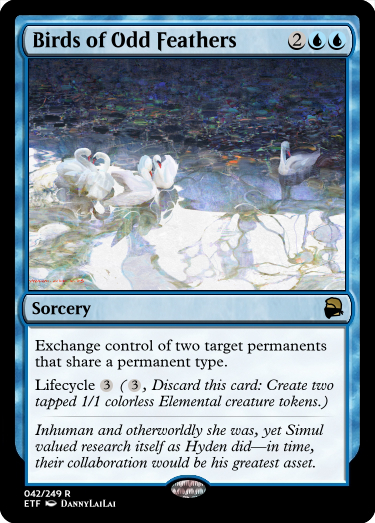 Birds of Odd Feathers 2
Sorcery
Exchange control of two target permanents
that share a permanent type.
Lifecycle 3 (3, Discard this card: Create two
tapped 1/1 colorless Elemental creature tokens.)
Inhuman and otherworldly she was, yet Simul
valued research itself as Hyden did—in time,
their collaboration would be his greatest asset.
042/249 R
ETF DANNYLAILAI